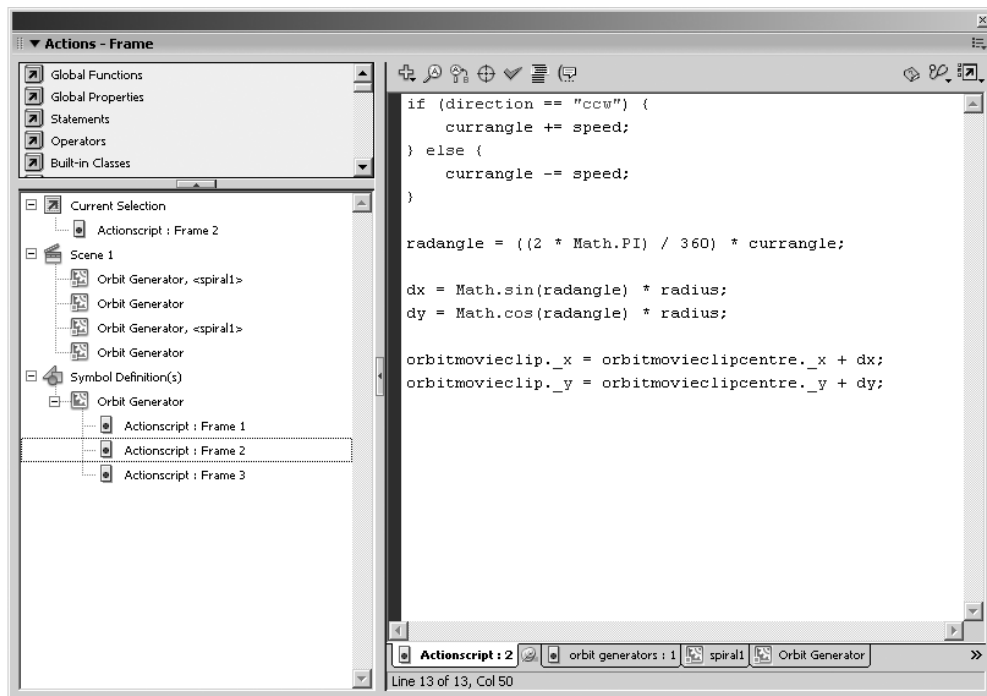 Actions - Frame
Global Functions
Global Properties
Statements
Operators
Built-in Classes
Current Selection
Actionscript : Frame 2
Scene 1
Orbit Generator, <spiral1>
Orbit Generator
Orbit Generator, <spiral1>
Orbit Generator
Symbol Definition(s)
Orbit Generator
Actionscript : Frame 1
Actionscript : Frame 2
Actionscript : Frame 3
if (direction == "ccw") {
    currangle += speed;
} else {
    currangle -= speed;
}
radangle = ((2 * Math.PI) / 360) * currangle;
dx = Math.sin(radangle) * radius;
dy = Math.cos(radangle) * radius;
orbitmovieclip._x = orbitmovieclipcentre._x + dx;
orbitmovieclip._y = orbitmovieclipcentre._y + dy;
Actionscript : 2 orbit generators : 1 spiral1 Orbit Generator »
Line 13 of 13, Col 50